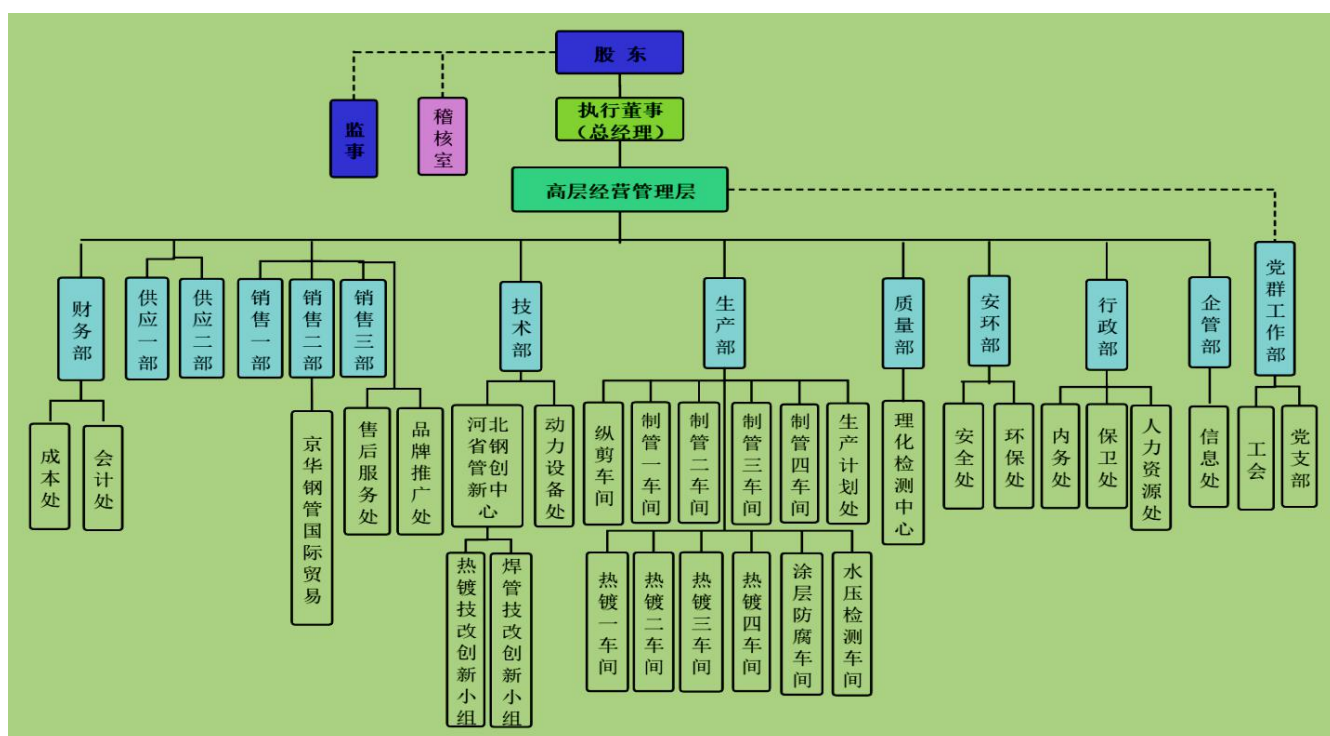 股 东
监事
稽核室
执行董事
（总经理）
高层经营管理层
财务部
供应一部
供应二部
销售一部
销售二部
销售三部
技术部
生产部
质量部
安环部
行政部
企管部
党群工作部
成本处
会计处
京华钢管国际贸易
售后服务处
品牌推广处
河北
省钢
管创
新中
心
动力设备处
纵剪车间
制管一车间
制管二车间
制管三车间
制管四车间
生产计划处
理化检测中心
安全处
环保处
内务处
保卫处
人力资源处
信息处
工会
党支部
热镀技改创新小组
焊管技改创新小组
热镀一车间
热镀二车间
热镀三车间
热镀四车间
涂层防腐车间
水压检测车间